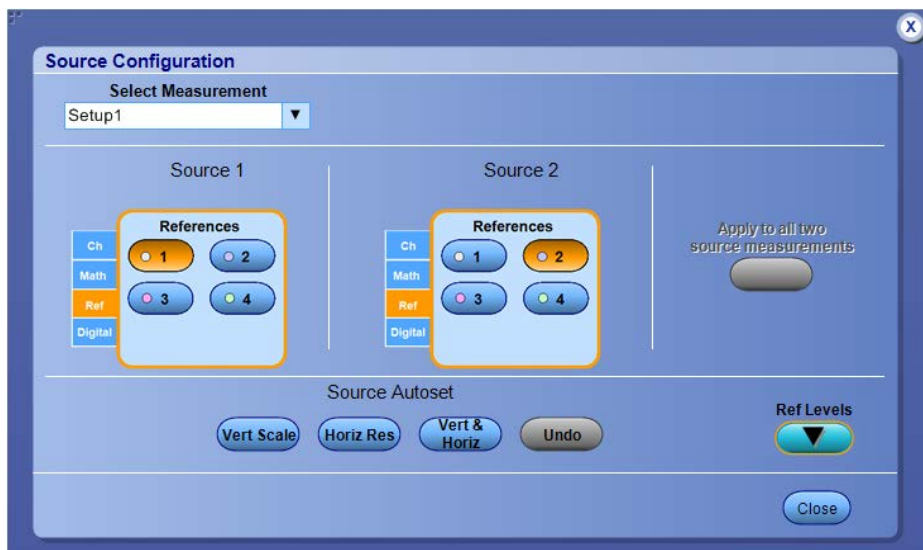 X
Source Configuration
Select Measurement
Setup1
Source 1
References
Ch
Math
Ref
Digital
1
2
3
4
Source 2
References
Ch
Math
Ref
Digital
1
2
3
4
Apply to all two
source measurements
Source Autoset
Vert Scale
Horiz Res
Vert &
Horiz
Undo
Ref Levels
Close